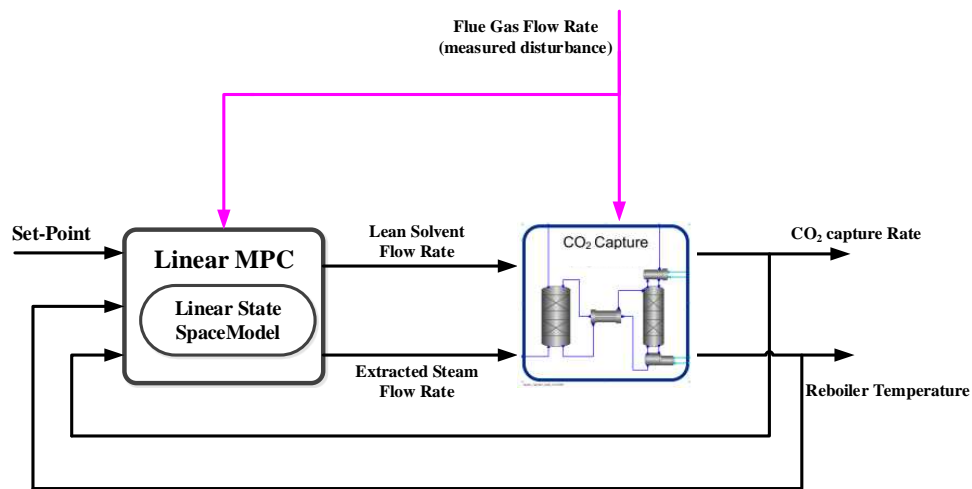 Flue Gas Flow Rate
(measured disturbance)
Set-Point
Linear MPC
Linear State
SpaceModel
Lean Solvent
Flow Rate
Extracted Steam
Flow Rate
CO₂ Capture
CO₂ capture Rate
Reboiler Temperature